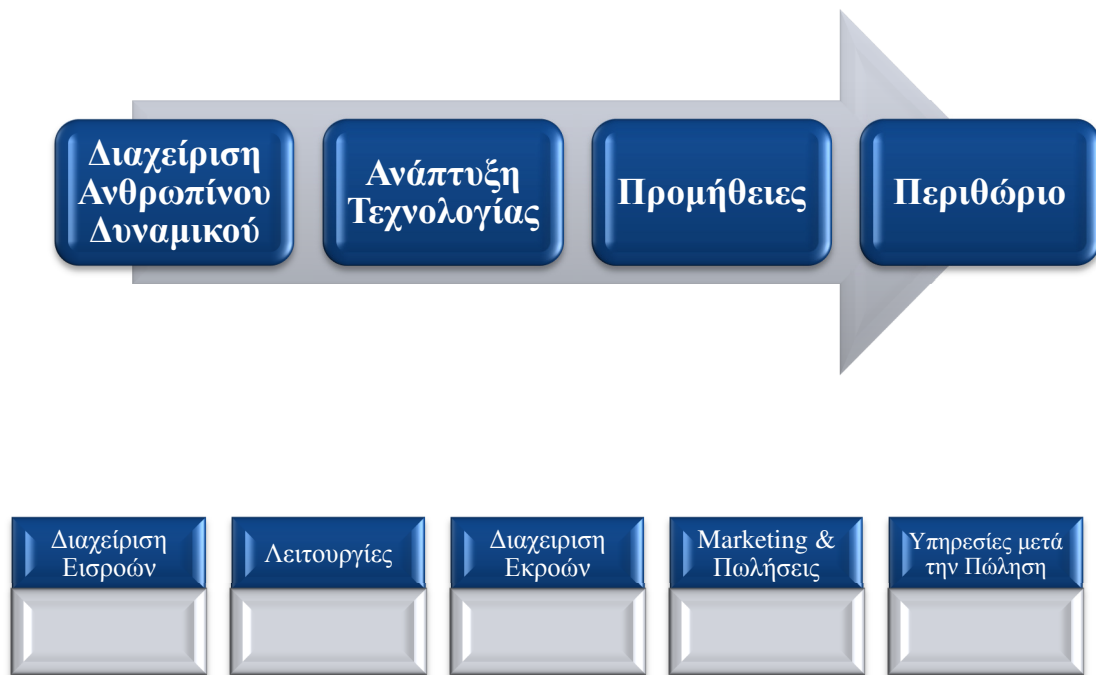 Διαχείριση
Ανθρωπίνου
Δυναμικού
Ανάπτυξη
Τεχνολογίας
Προμήθειες
Περιθώριο
Διαχείριση
Εισροών
Λειτουργίες
Διαχειριση
Εκροών
Marketing &
Πωλήσεις
Υπηρεσίες μετά
την Πώληση